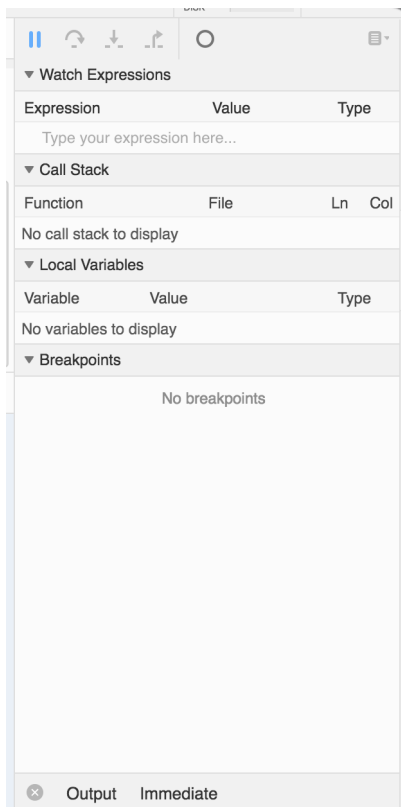 Watch Expressions
Expression Value Type
Type your expression here...
Call Stack
Function File Ln Col
No call stack to display
Local Variables
Variable Value Type
No variables to display
Breakpoints
No breakpoints
Output Immediate